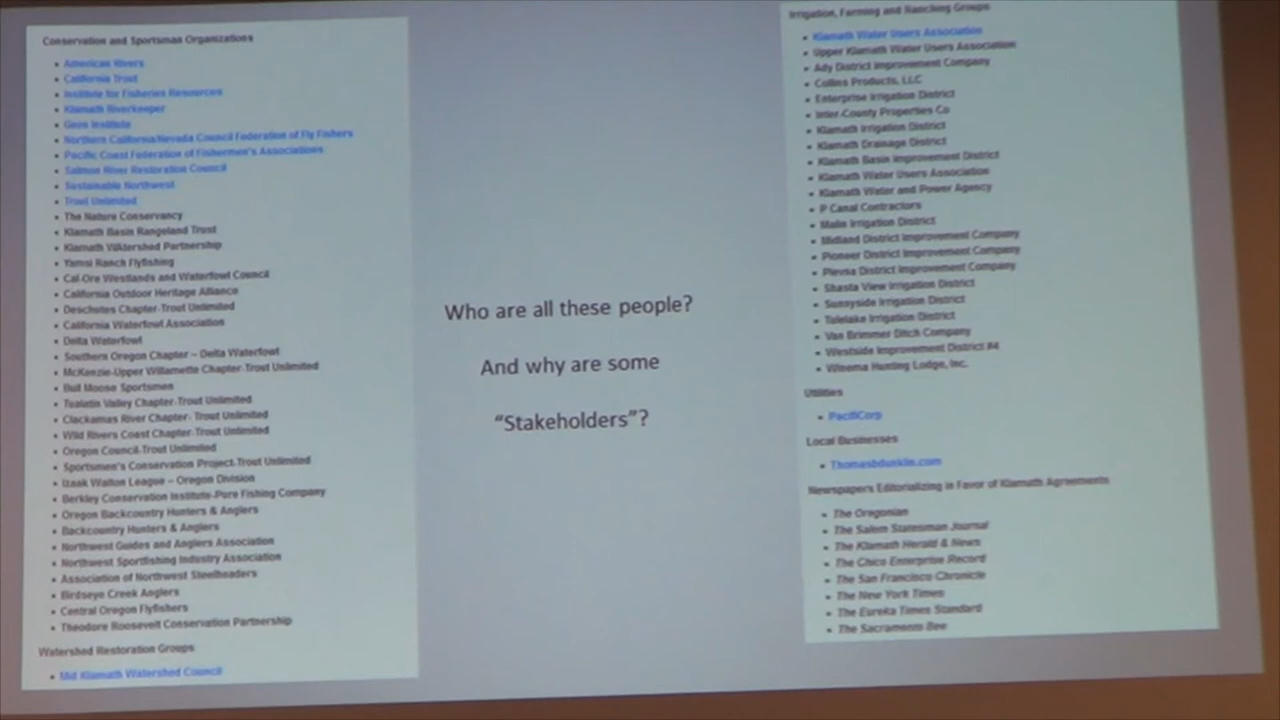 Conservation and Sportsman Organizations
American Rivers
California Trout
Institute for Fisheries Resources
Klamath Riverkeeper
Geos Institute
Northern California/Nevada Council Federation of Fly Fishers
Pacific Coast Federation of Fishermen's Associations
Salmon River Restoration Council
Sustainable Northwest
Trout Unlimited
The Nature Conservancy
Klamath Basin Rangeland Trust
Klamath Watershed Partnership
Yamsi Ranch Flyfishing
Cal-Ore Wetlands and Waterfowl Council
California Outdoor Heritage Alliance
Deschutes Chapter-Trout Unlimited
California Waterfowl Association
Delta Waterfowl
Southern Oregon Chapter – Delta Waterfowl
McKenzie-Upper Willamette Chapter-Trout Unlimited
Bull Moose Sportsmen
Tualatin Valley Chapter-Trout Unlimited
Clackamas River Chapter- Trout Unlimited
Wild Rivers Coast Chapter-Trout Unlimited
Oregon Council-Trout Unlimited
Sportsmen's Conservation Project-Trout Unlimited
Izaak Walton League – Oregon Division
Berkley Conservation Institute-Pure Fishing Company
Oregon Backcountry Hunters & Anglers
Backcountry Hunters & Anglers
Northwest Guides and Anglers Association
Northwest Sportfishing Industry Association
Association of Northwest Steelheaders
Birdseye Creek Anglers
Central Oregon Flyfishers
Theodore Roosevelt Conservation Partnership
Watershed Restoration Groups
Mid Klamath Watershed Council
Who are all these people?
And why are some
“Stakeholders”?
Irrigation, Farming and Ranching Groups
Klamath Water Users Association
Upper Klamath Water Users Association
Ady District Improvement Company
Collins Products, LLC
Enterprise Irrigation District
Inter-County Properties Co
Klamath Irrigation District
Klamath Drainage District
Klamath Basin Improvement District
Klamath Water Users Association
Klamath Water and Power Agency
P Canal Contractors
Malin Irrigation District
Midland District Improvement Company
Pioneer District Improvement Company
Plevna District Improvement Company
Shasta View Irrigation District
Sunnyside Irrigation District
Tulelake Irrigation District
Van Brimmer Ditch Company
Westside Improvement District #4
Winema Hunting Lodge, Inc.
Utilities
PacifiCorp
Local Businesses
Thomasbdunklin.com
Newspapers Editorializing in Favor of Klamath Agreements
The Oregonian
The Salem Statesman Journal
The Klamath Herald & News
The Chico Enterprise Record
The San Francisco Chronicle
The New York Times
The Eureka Times Standard
The Sacramento Bee